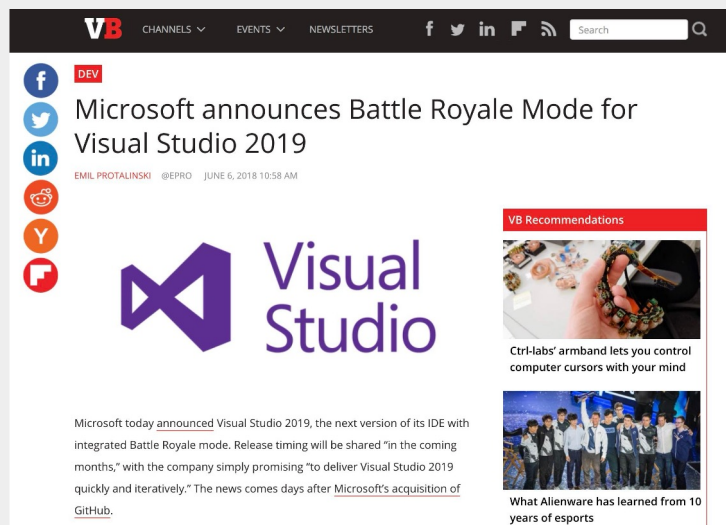 VB CHANNELS EVENTS NEWSLETTERS f in Search
f
DEV
Microsoft announces Battle Royale Mode for
Visual Studio 2019
in
EMIL PROTALINSKI @EPRO JUNE 6, 2018 10:58 AM
Y
VB Recommendations
Visual
Studio
Ctrl-labs’ armband lets you control
computer cursors with your mind
Microsoft today announced Visual Studio 2019, the next version of its IDE with
integrated Battle Royale mode. Release timing will be shared “in the coming
months,” with the company simply promising “to deliver Visual Studio 2019
quickly and iteratively.” The news comes days after Microsoft’s acquisition of
GitHub.
What Alienware has learned from 10
years of esports